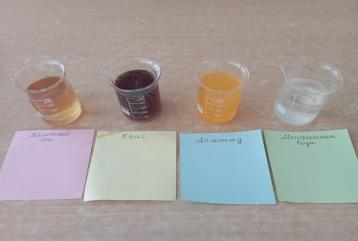 Яблочный
сок
Квас
Лимонад
Минеральная
вода